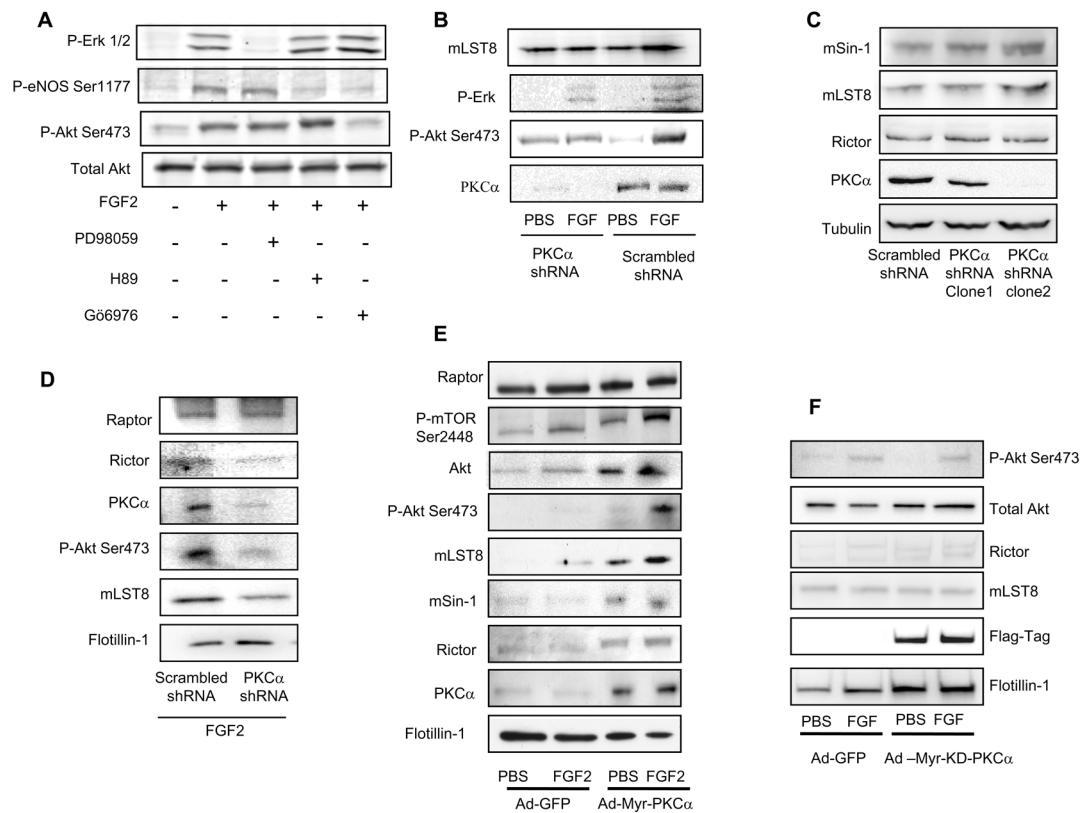 A
P-Erk 1/2
P-eNOS Ser1177
P-Akt Ser473
Total Akt
FGF2 - + + + +
PD98059 - - + - -
H89 - - - + -
Gö6976 - - - - +
B
mLST8
P-Erk
P-Akt Ser473
PKCα
PBS FGF PBS FGF
PKCα
shRNA
Scrambled
shRNA
C
mSin-1
mLST8
Rictor
PKCα
Tubulin
Scrambled
shRNA
PKCα
shRNA
Clone1
PKCα
shRNA
clone2
D
Raptor
Rictor
PKCα
P-Akt Ser473
mLST8
Flotillin-1
Scrambled
shRNA
PKCα
shRNA
FGF2
E
Raptor
P-mTOR
Ser2448
Akt
P-Akt Ser473
mLST8
mSin-1
Rictor
PKCα
Flotillin-1
PBS FGF2 PBS FGF2
Ad-GFP Ad-Myr-PKCα
F
P-Akt Ser473
Total Akt
Rictor
mLST8
Flag-Tag
Flotillin-1
PBS FGF PBS FGF
Ad-GFP Ad –Myr-KD-PKCα